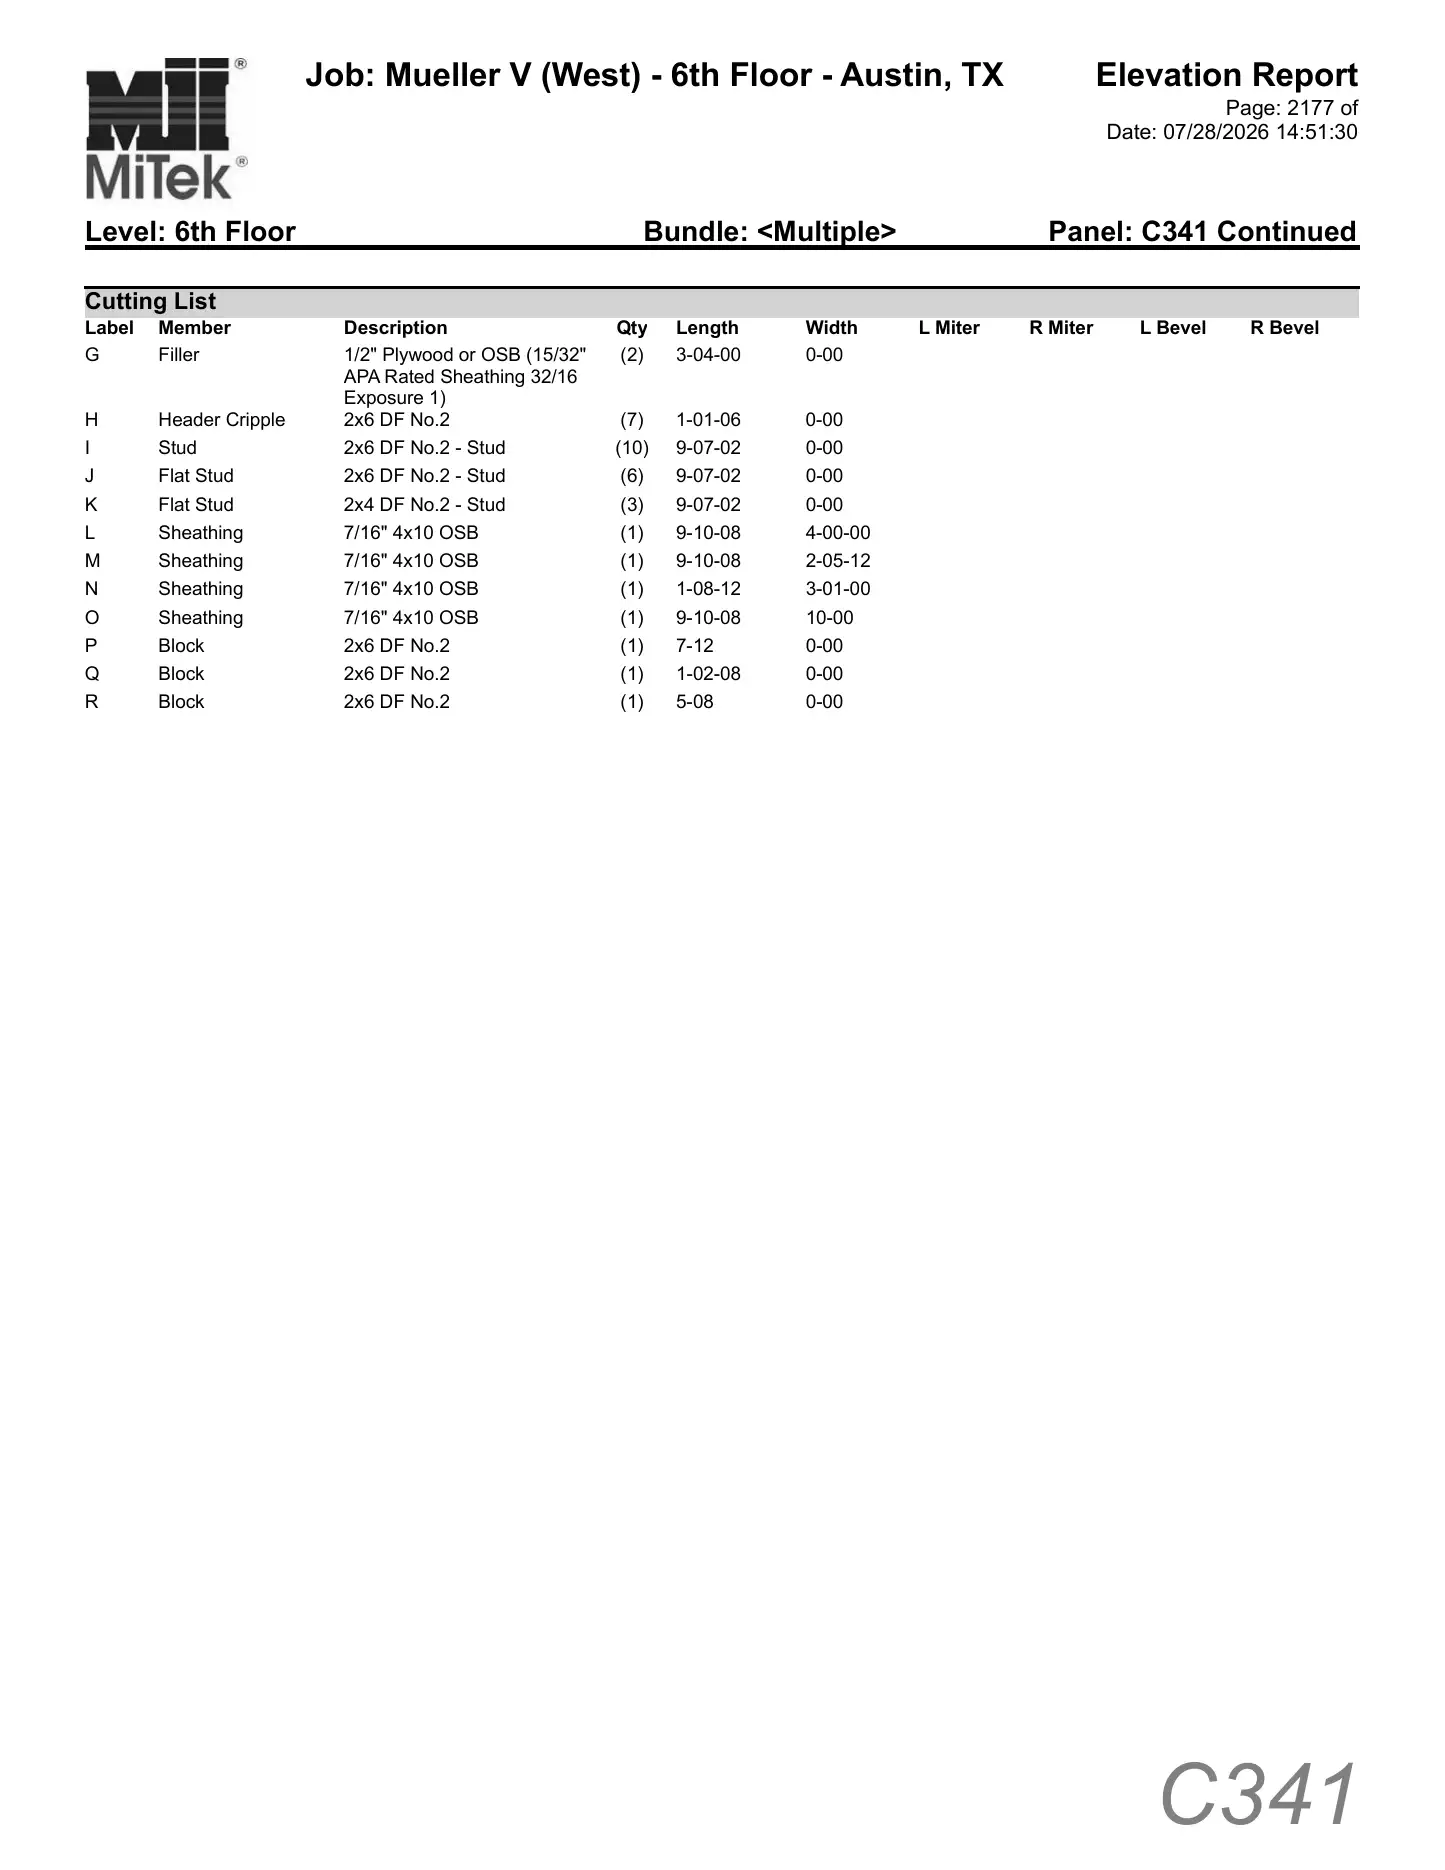 Job: Mueller V (West) - 6th Floor - Austin, TX
Elevation Report
Page: 2177 of
Date: 07/28/2026 14:51:30
®
MiTek®
Level: 6th Floor Bundle: <Multiple> Panel: C341 Continued
Cutting List
Label Member Description Qty Length Width L Miter R Miter L Bevel R Bevel
G Filler 1/2" Plywood or OSB (15/32" (2) 3-04-00 0-00
APA Rated Sheathing 32/16
Exposure 1)
H Header Cripple 2x6 DF No.2 (7) 1-01-06 0-00
I Stud 2x6 DF No.2 - Stud (10) 9-07-02 0-00
J Flat Stud 2x6 DF No.2 - Stud (6) 9-07-02 0-00
K Flat Stud 2x4 DF No.2 - Stud (3) 9-07-02 0-00
L Sheathing 7/16" 4x10 OSB (1) 9-10-08 4-00-00
M Sheathing 7/16" 4x10 OSB (1) 9-10-08 2-05-12
N Sheathing 7/16" 4x10 OSB (1) 1-08-12 3-01-00
O Sheathing 7/16" 4x10 OSB (1) 9-10-08 10-00
P Block 2x6 DF No.2 (1) 7-12 0-00
Q Block 2x6 DF No.2 (1) 1-02-08 0-00
R Block 2x6 DF No.2 (1) 5-08 0-00
C341